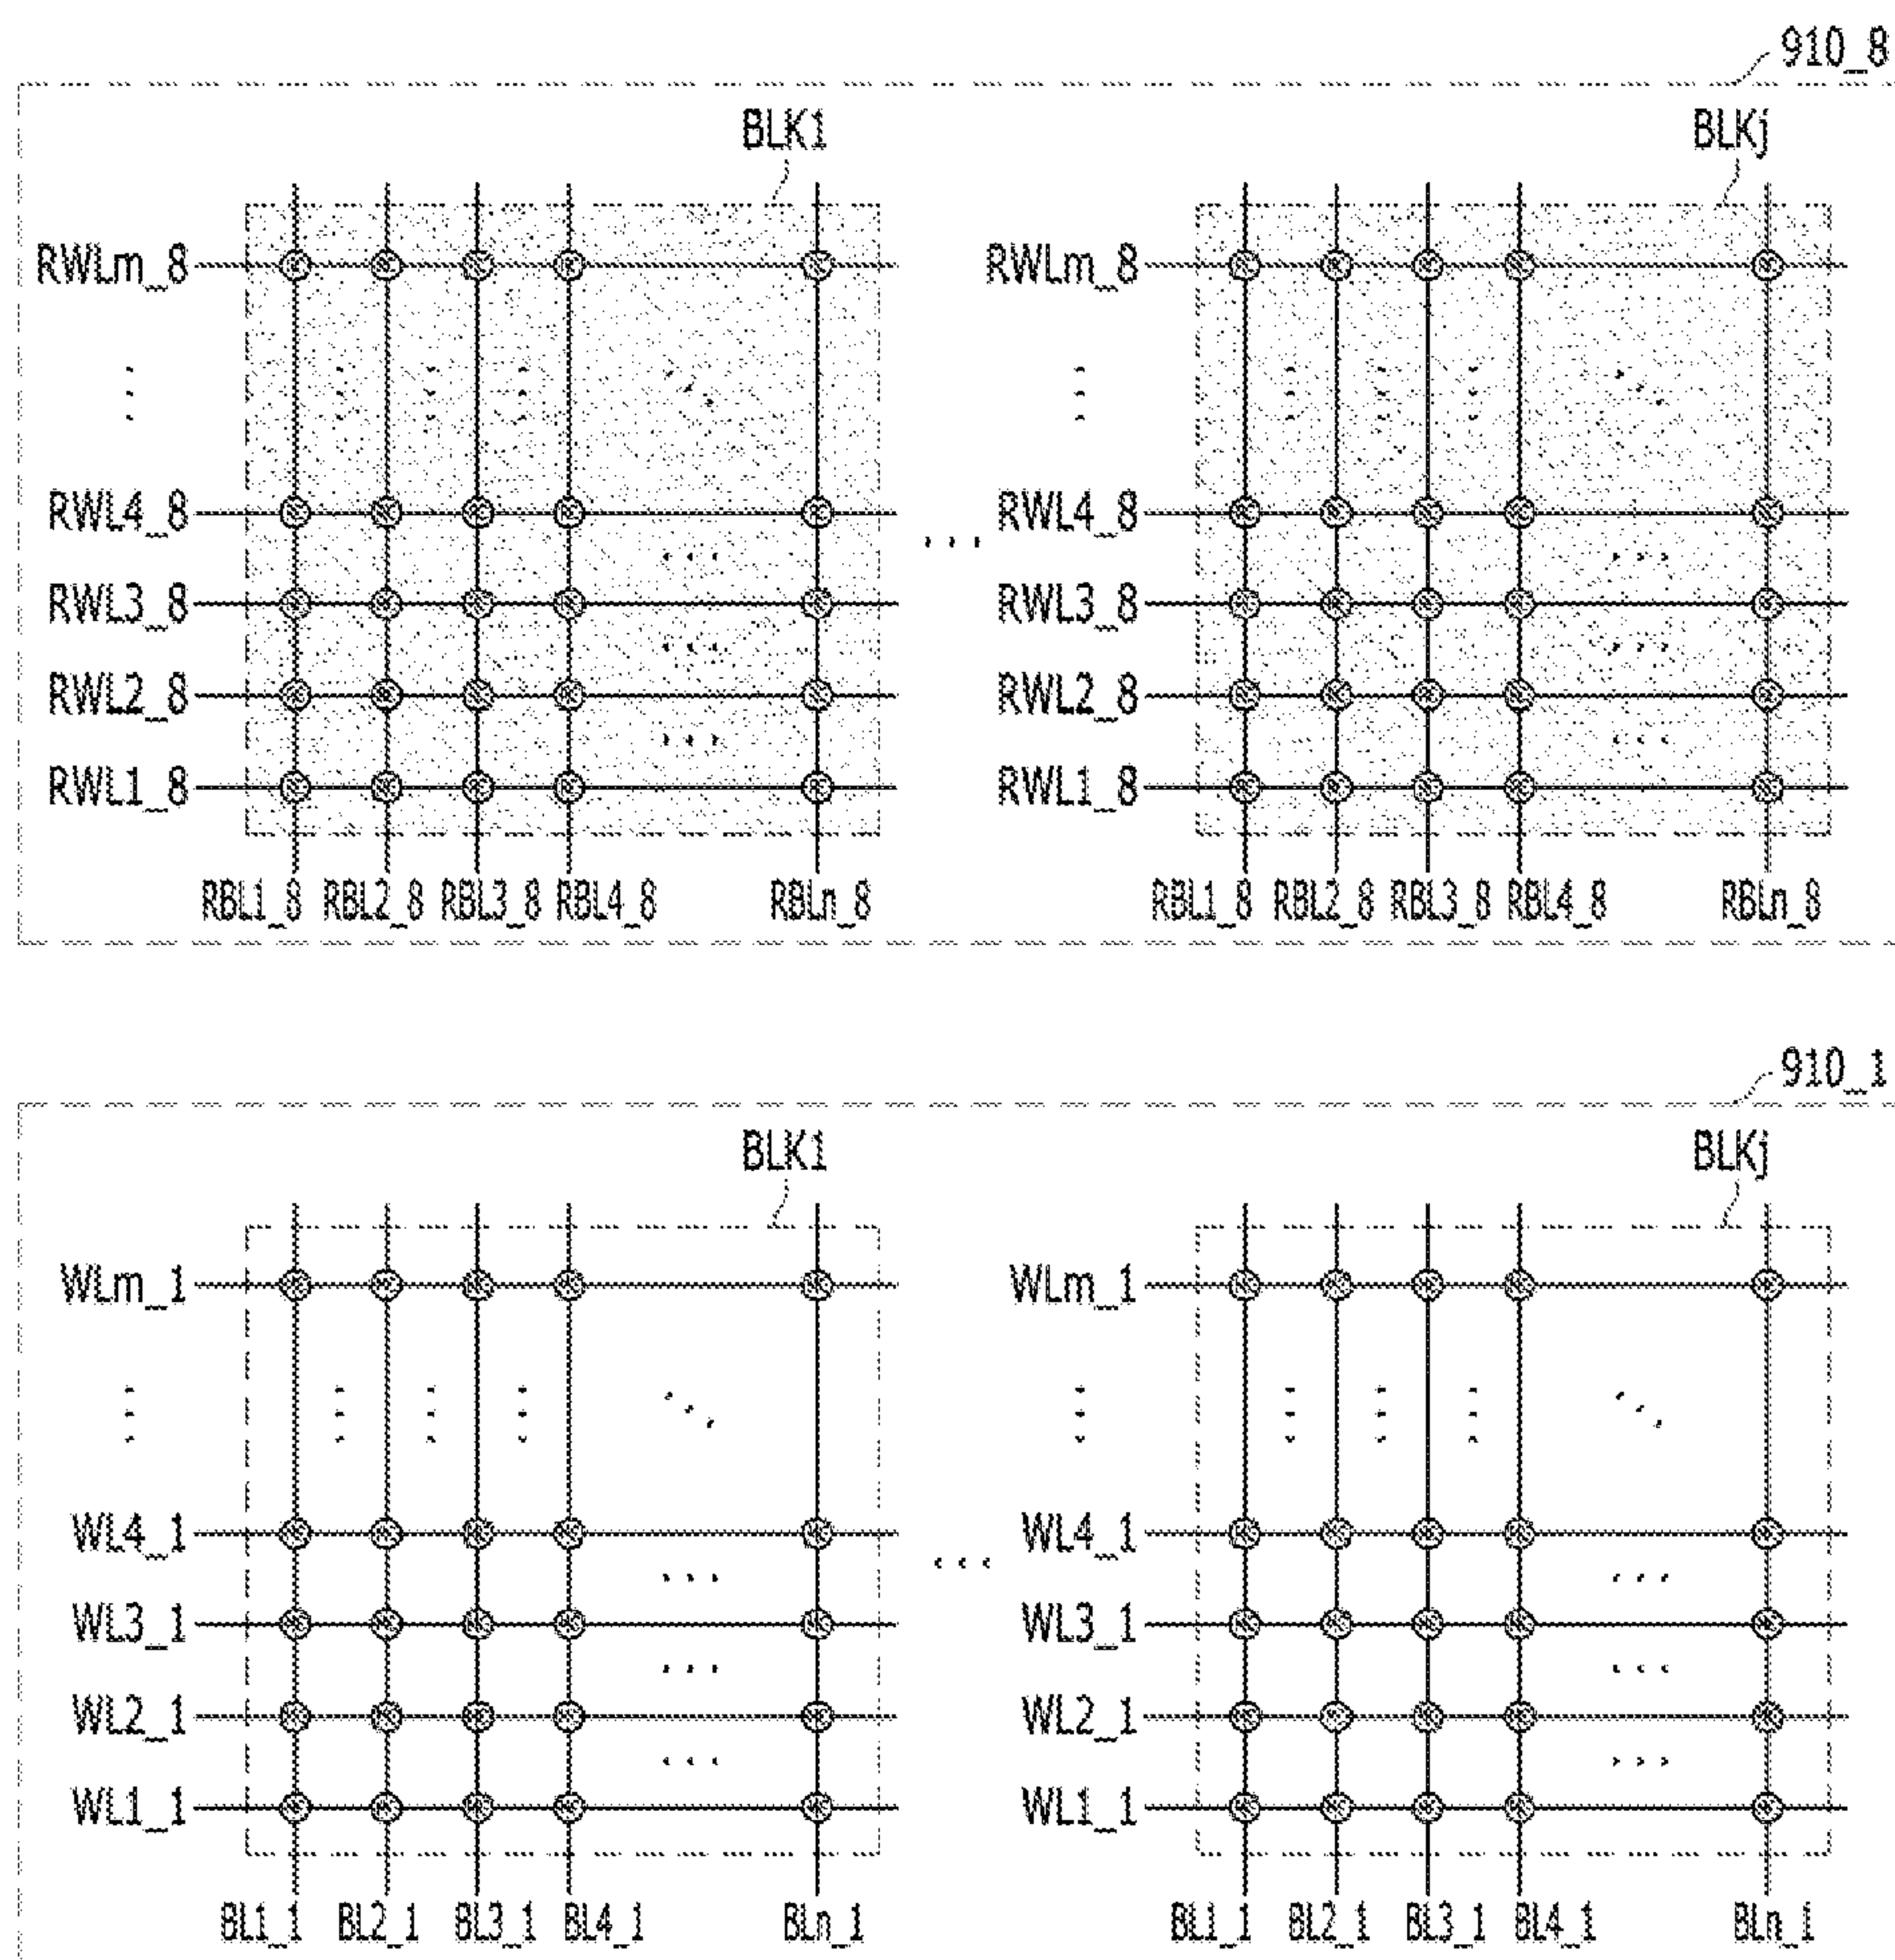 910_8
BLK1 BLKj
RWLm_8 RWLm_8
RWL4_8 RWL4_8
RWL3_8 RWL3_8
RWL2_8 RWL2_8
RWL1_8 RWL1_8
RBL1_8 RBL2_8 RBL3_8 RBL4_8 RBLn_8 RBL1_8 RBL2_8 RBL3_8 RBL4_8 RBLn_8
910_1
BLK1 BLKj
WLm_1 WLm_1
WL4_1 WL4_1
WL3_1 WL3_1
WL2_1 WL2_1
WL1_1 WL1_1
BL1_1 BL2_1 BL3_1 BL4_1 BLn_1 BL1_1 BL2_1 BL3_1 BL4_1 BLn_1